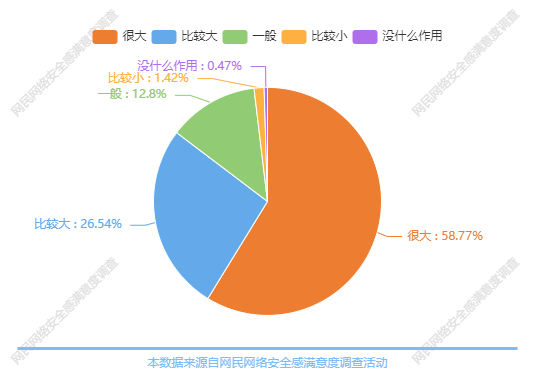 很大 比较大 一般 比较小 没什么作用
没什么作用 : 0.47%
比较小 : 1.42%
一般 : 12.8%
比较大 : 26.54%
很大 : 58.77%
网民网络安全感满意度调查
网民网络安全感满意度调查
网民网络安全感满意度调查
网民网络安全感满意度调查
本数据来源自网民网络安全感满意度调查活动